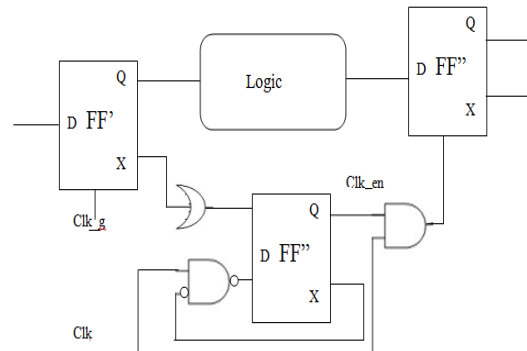 Q
D FF”
X
Q
D FF’
X
Logic
Clk_g
Clk_en
Q
D FF”
X
Clk